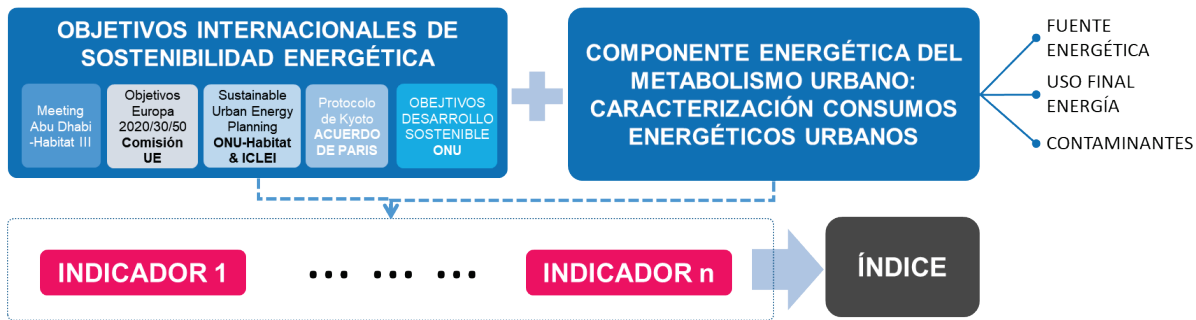 OBJETIVOS INTERNACIONALES DE
SOSTENIBILIDAD ENERGÉTICA
Meeting
Abu Dhabi
-Habitat III
Objetivos
Europa
2020/30/50
Comisión
UE
Sustainable
Urban Energy
Planning
ONU-Habitat
& ICLEI
Protocolo
de Kyoto
ACUERDO
DE PARIS
OBEJTIVOS
DESARROLLO
SOSTENIBLE
ONU
COMPONENTE ENERGÉTICA DEL
METABOLISMO URBANO:
CARACTERIZACIÓN CONSUMOS
ENERGÉTICOS URBANOS
FUENTE
ENERGÉTICA
USO FINAL
ENERGÍA
CONTAMINANTES
INDICADOR 1
... ... ...
INDICADOR n
ÍNDICE